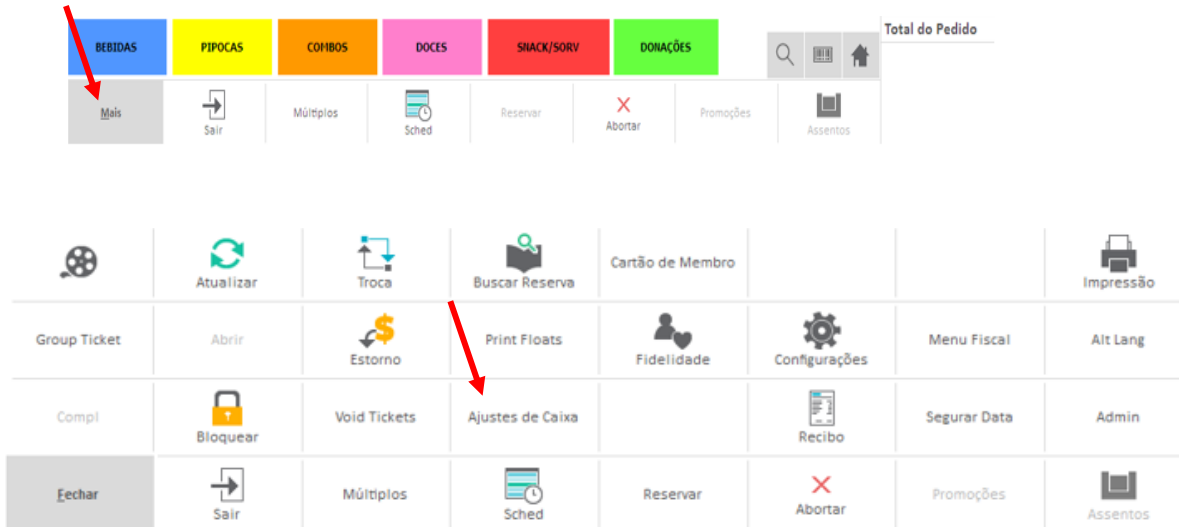 Total do Pedido
BEBIDAS PIPOCAS COMBOS DOCES SNACK/SORV DONAÇÕES
Mais Sair Múltiplos Sched Reservar Abortar Promoções Assentos
Atualizar Troca Buscar Reserva Cartão de Membro Impressão
Group Ticket Abrir Estorno Print Floats Fidelidade Configurações Menu Fiscal Alt Lang
Compl Bloquear Void Tickets Ajustes de Caixa Recibo Segurar Data Admin
Fechar Sair Múltiplos Sched Reservar Abortar Promoções Assentos